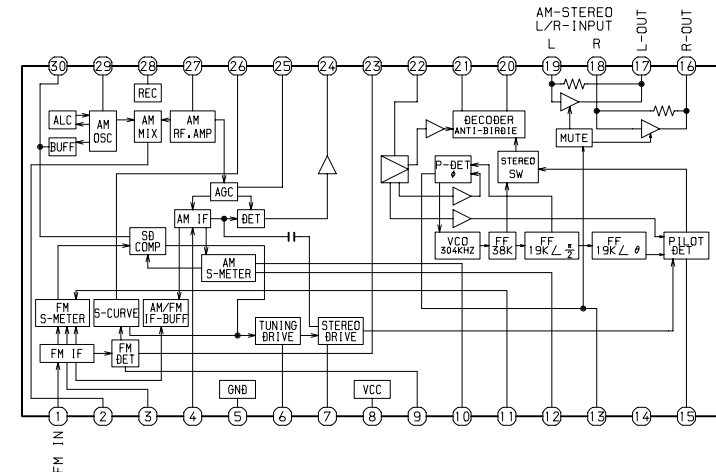 AM-STEREO
L/R-INPUT
L
R
L-OUT
R-OUT
30
29
28
27
26
25
24
23
22
21
20
19
18
17
16
REC
ALC
AM
OSC
BUFF
AM
MIX
AM
RF.AMP
DECODER
ANTI-BIRDIE
MUTE
P-DET
φ
STEREO
SW
AGC
AM IF
DET
SD
COMP
AM
S-METER
VCO
304KHZ
FF
38K
FF
19K∠ π/2
FF
19K∠ θ
PILOT
DET
FM
S-METER
S-CURVE
AM/FM
IF-BUFF
TUNING
DRIVE
STEREO
DRIVE
FM IF
FM
DET
GND
VCC
1
2
3
4
5
6
7
8
9
10
11
12
13
14
15
FM IN